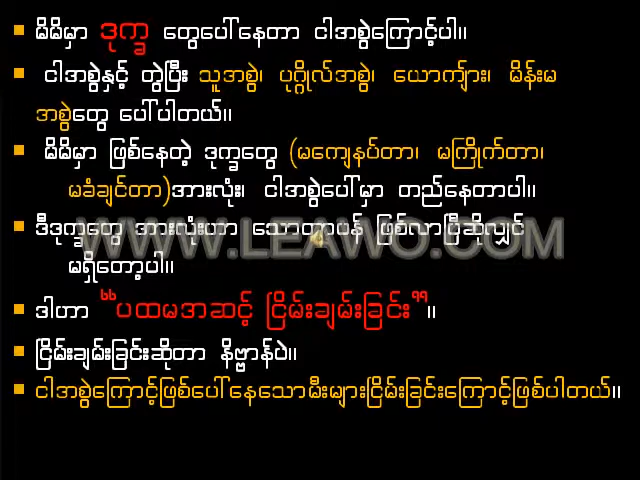 မိမိမှာ ဒုက္ခ တွေပေါ်နေတာ ငါအစွဲကြောင့်ပါ။
ငါအစွဲနှင့် တွဲပြီး သူအစွဲ၊ ပုဂ္ဂိုလ်အစွဲ၊ ယောကျ်ား၊ မိန်းမ
အစွဲတွေ ပေါ်ပါတယ်။
မိမိမှာ ဖြစ်နေတဲ့ ဒုက္ခတွေ (မကျေနပ်တာ၊ မကြိုက်တာ၊
မခံချင်တာ)အားလုံး၊ ငါအစွဲပေါ်မှာ တည်နေတာပါ။
ဒီဒုက္ခတွေ အားလုံးဟာ သောတာပန် ဖြစ်လာပြီဆိုလျှင်
WWW.LEAWO.COM
မရှိတော့ပါ။
ဒါဟာ “ပထမအဆင့် ငြိမ်းချမ်းခြင်း”။
ငြိမ်းချမ်းခြင်းဆိုတာ နိဗ္ဗာန်ပဲ။
ငါအစွဲကြောင့်ဖြစ်ပေါ်နေသောမီးများငြိမ်းခြင်းကြောင့်ဖြစ်ပါတယ်။